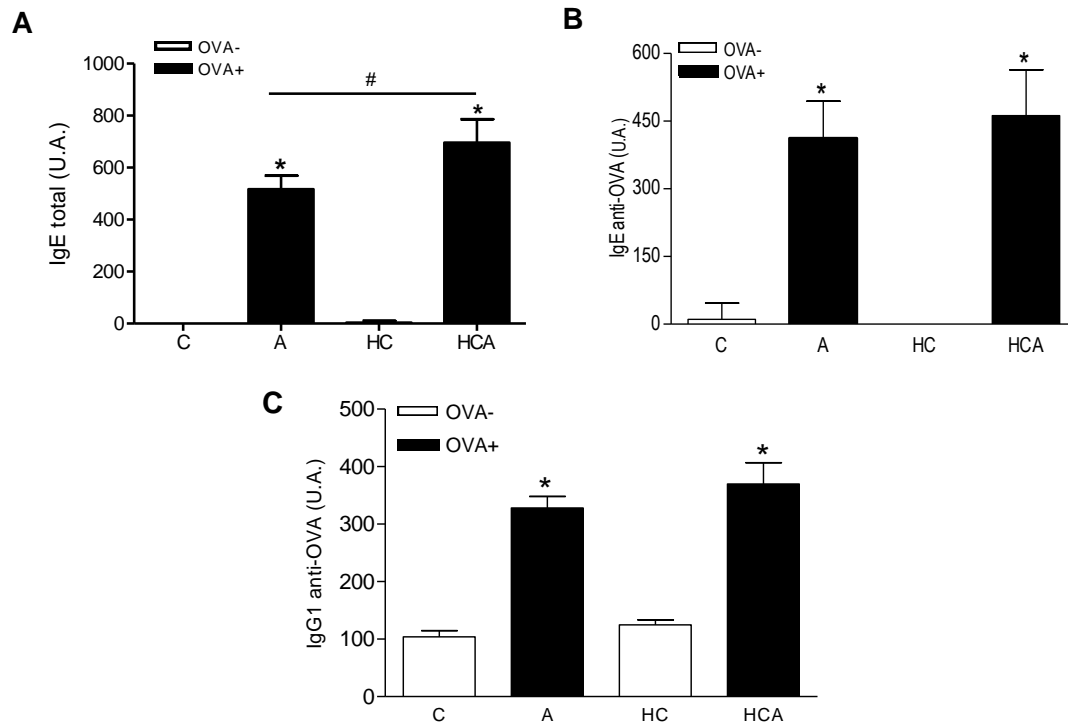 A
OVA-
OVA+
1000
800
600
400
200
0
IgE total (U.A.)
#
*
*
C A HC HCA
B
OVA-
OVA+
600
450
300
150
0
IgE anti-OVA (U.A.)
*
*
C A HC HCA
C
OVA-
OVA+
500
400
300
200
100
0
IgG1 anti-OVA (U.A.)
*
*
C A HC HCA